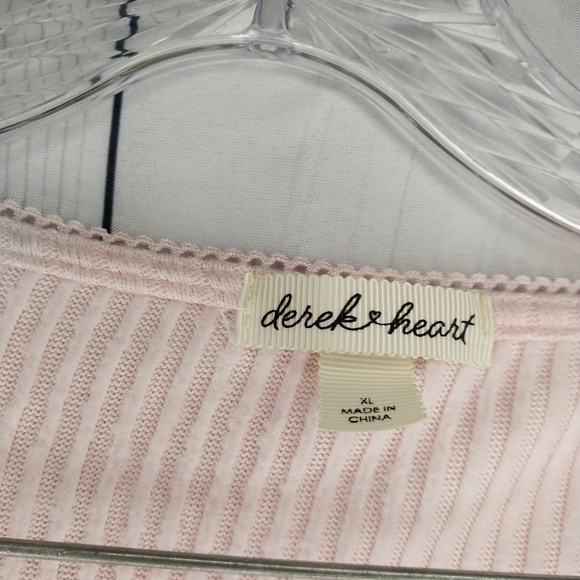 derek heart
XL
MADE IN
CHINA